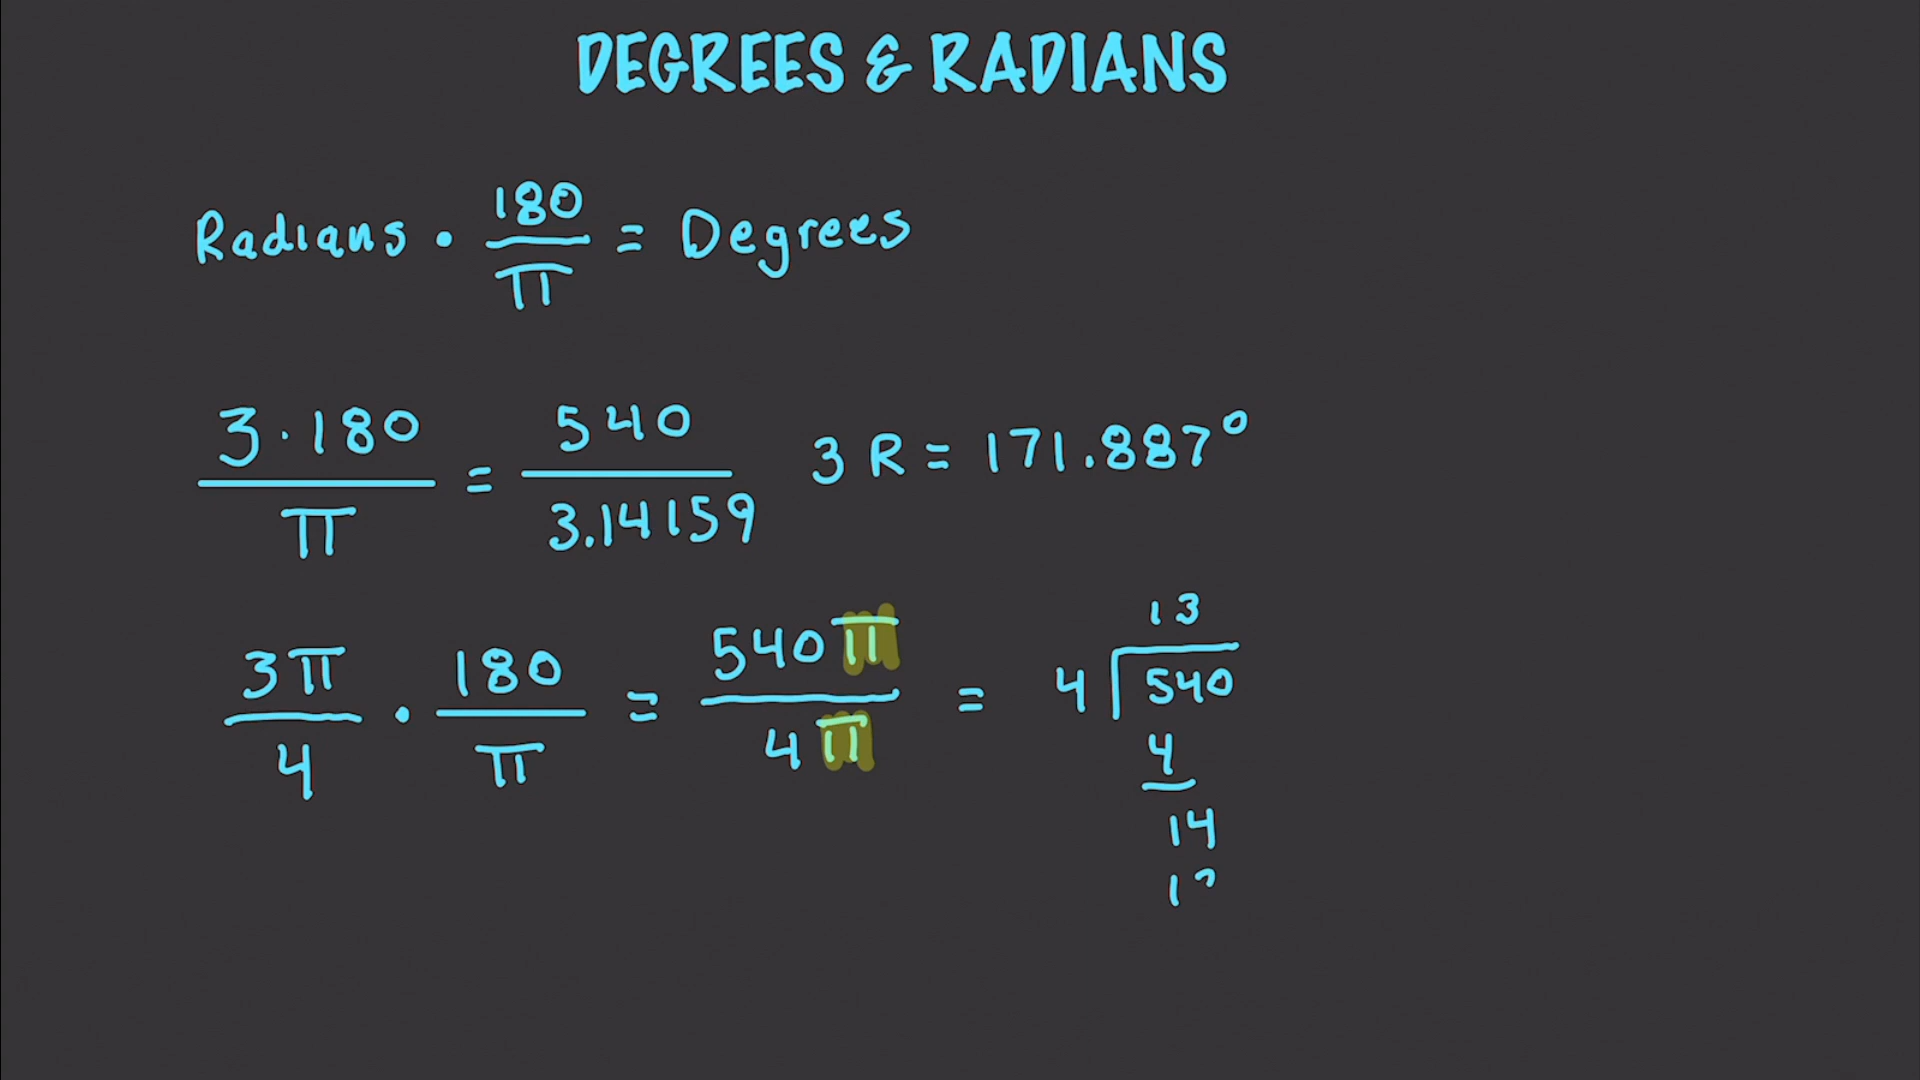 DEGREES & RADIANS
Radians · 180/π = Degrees
3·180/π = 540/3.14159 3 R = 171.887°
3π/4 · 180/π = 540π/4π = 4⟌540
13
4
14
1